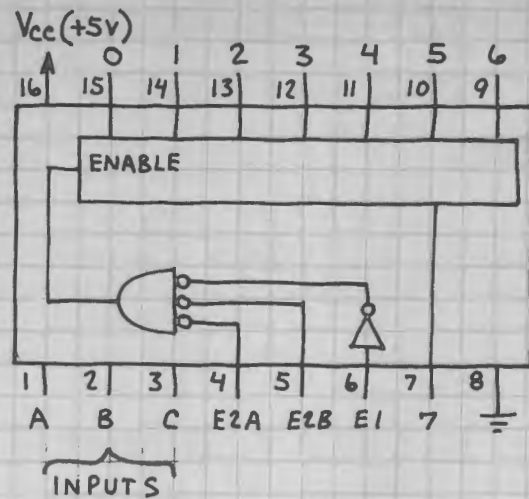 Vcc (+5v)
0 1 2 3 4 5 6
16 15 14 13 12 11 10 9
ENABLE
1 2 3 4 5 6 7 8
A B C E2A E2B E1 7
INPUTS